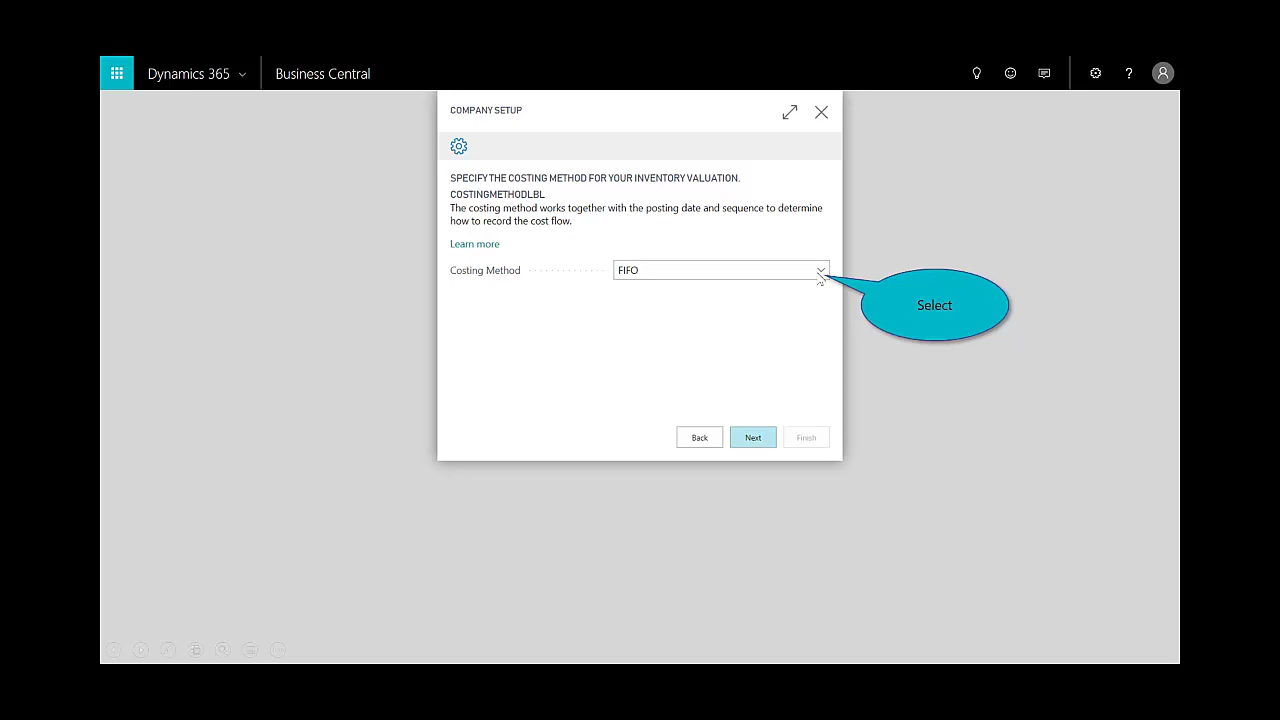 Dynamics 365
Business Central
?
COMPANY SETUP
SPECIFY THE COSTING METHOD FOR YOUR INVENTORY VALUATION.
COSTINGMETHODLBL
The costing method works together with the posting date and sequence to determine
how to record the cost flow.
Learn more
Costing Method
FIFO
Select
Back
Next
Finish